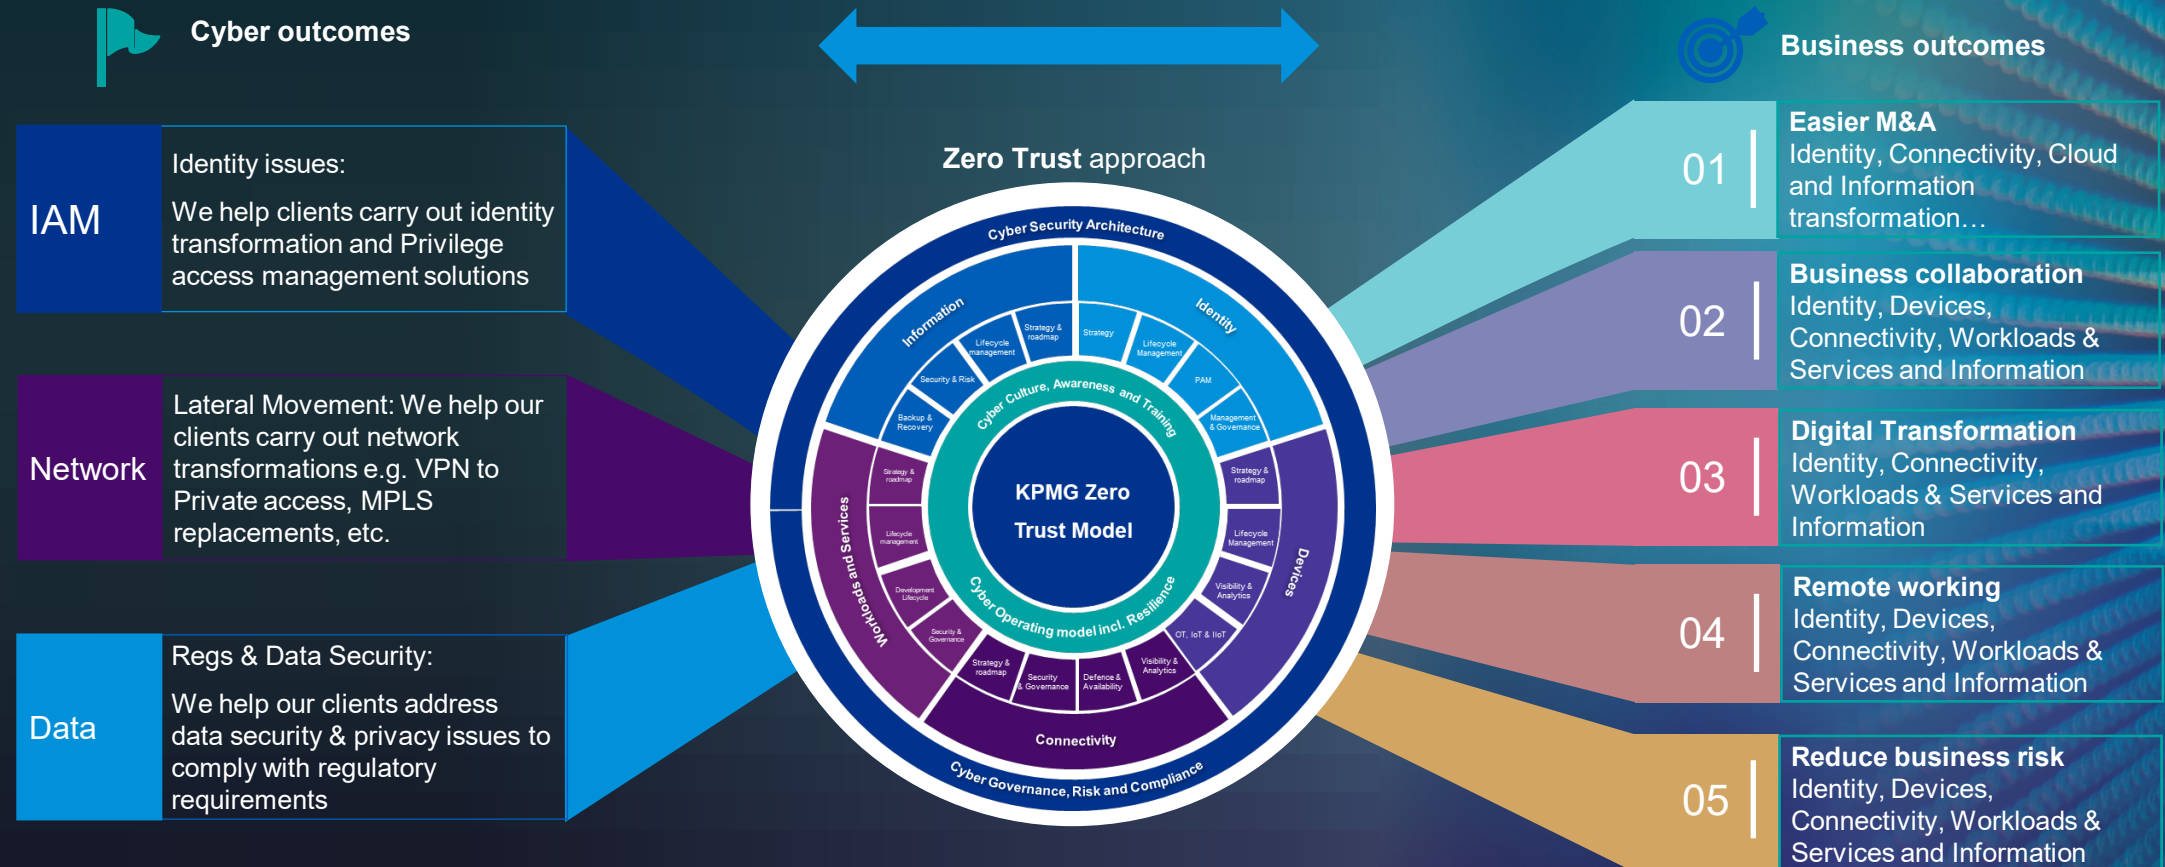 Cyber outcomes
Business outcomes
IAM
Identity issues:
We help clients carry out identity
transformation and Privilege
access management solutions
Network
Lateral Movement: We help our
clients carry out network
transformations e.g. VPN to
Private access, MPLS
replacements, etc.
Data
Regs & Data Security:
We help our clients address
data security & privacy issues to
comply with regulatory
requirements
Zero Trust approach
Cyber Security Architecture
Information
Strategy &
roadmap
Lifecycle
management
Security & Risk
Backup &
Recovery
Identity
Strategy
Lifecycle
Management
PAM
Management
& Governance
Devices
Strategy &
roadmap
Lifecycle
Management
Visibility &
Analytics
OT, IoT & IIoT
Connectivity
Visibility &
Analytics
Defence &
Availability
Security
& Governance
Strategy &
roadmap
Workloads and Services
Security &
Governance
Development
Lifecycle
Lifecycle
management
Strategy &
roadmap
Cyber Culture, Awareness and Training
KPMG Zero
Trust Model
Cyber Operating model incl. Resilience
Cyber Governance, Risk and Compliance
01
Easier M&A
Identity, Connectivity, Cloud
and Information
transformation…
02
Business collaboration
Identity, Devices,
Connectivity, Workloads &
Services and Information
03
Digital Transformation
Identity, Connectivity,
Workloads & Services and
Information
04
Remote working
Identity, Devices,
Connectivity, Workloads &
Services and Information
05
Reduce business risk
Identity, Devices,
Connectivity, Workloads &
Services and Information